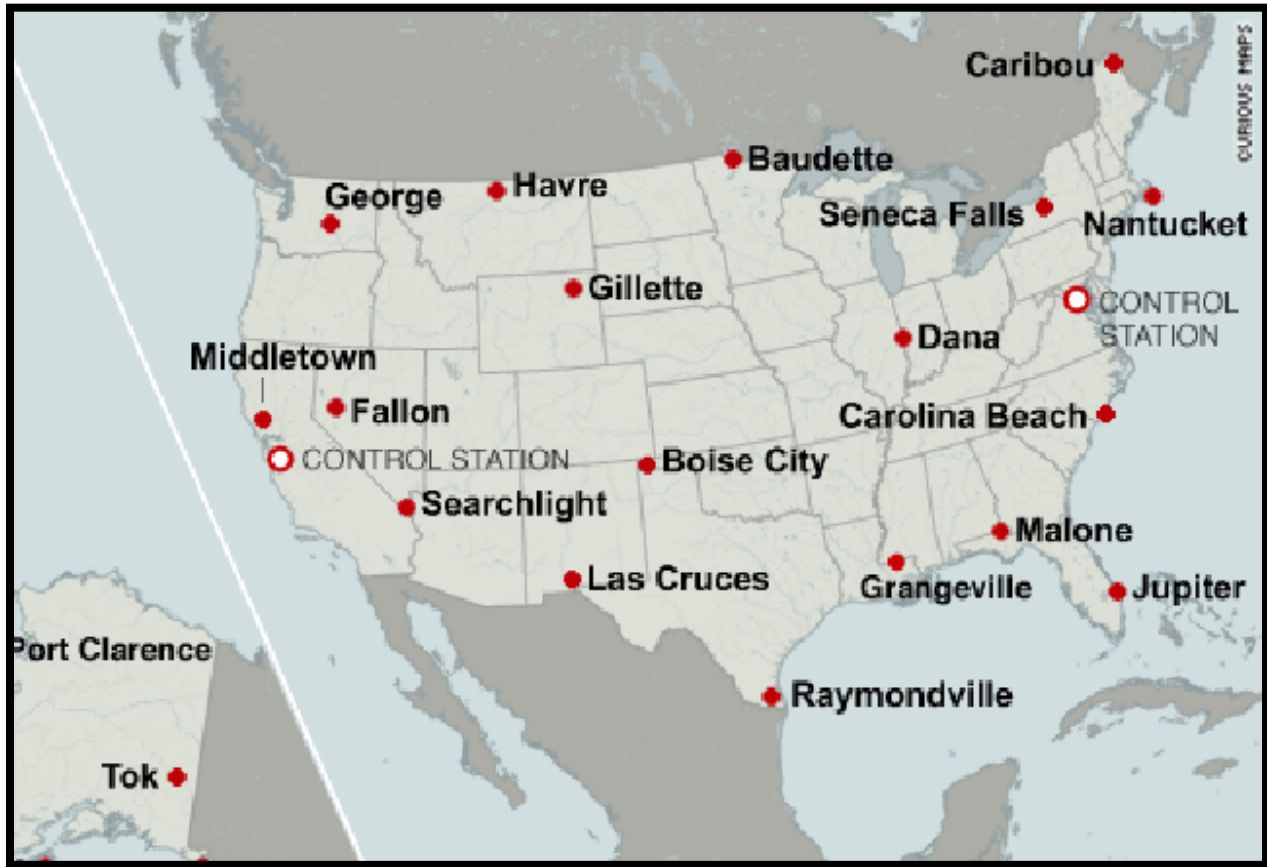 Caribou
OURIOUS MAPS
Baudette
Havre
George
Seneca Falls
Nantucket
Gillette
CONTROL
STATION
Dana
Middletown
Fallon
Carolina Beach
CONTROL STATION
Boise City
Searchlight
Malone
Las Cruces
Grangeville
Jupiter
Port Clarence
Raymondville
Tok